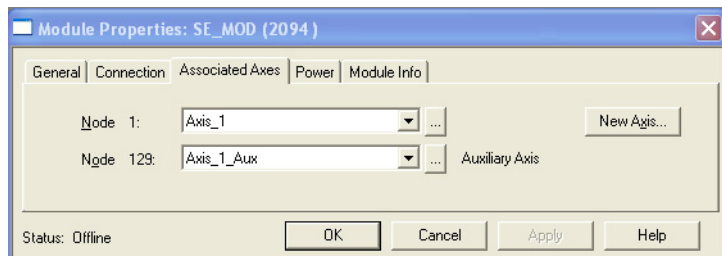 Module Properties: SE_MOD (2094 )
General Connection Associated Axes Power Module Info
Node 1: Axis_1 ... New Axis...
Node 129: Axis_1_Aux ... Auxiliary Axis
Status: Offline OK Cancel Apply Help